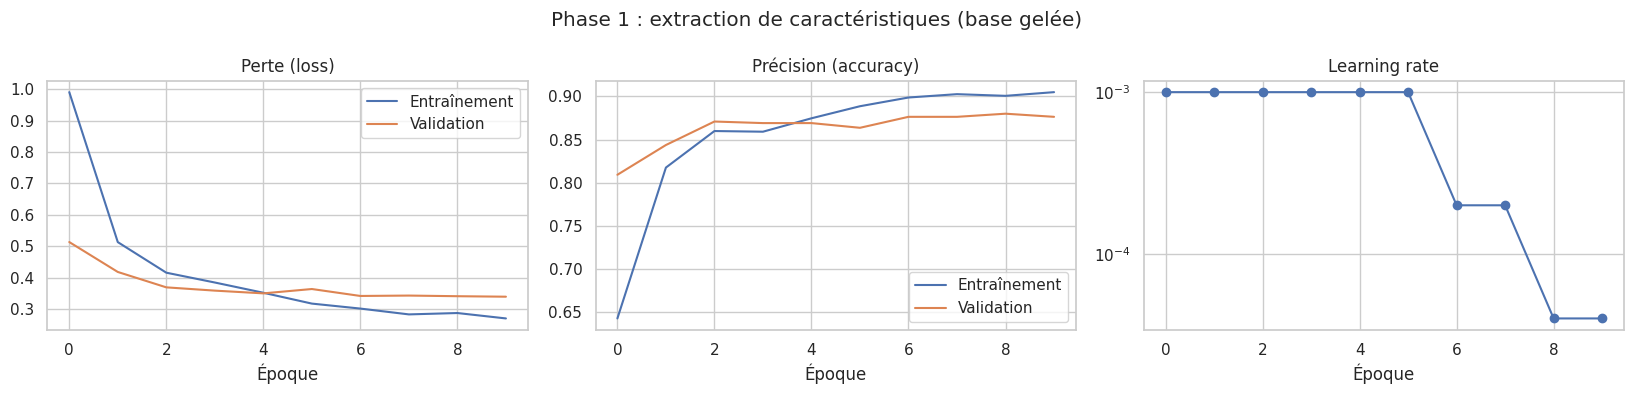 Phase 1 : extraction de caractéristiques (base gelée)
Perte (loss)
1.0
0.9
0.8
0.7
0.6
0.5
0.4
0.3
0 2 4 6 8
Époque
Entraînement
Validation
Précision (accuracy)
0.90
0.85
0.80
0.75
0.70
0.65
0 2 4 6 8
Époque
Entraînement
Validation
Learning rate
10⁻³
10⁻⁴
0 2 4 6 8
Époque